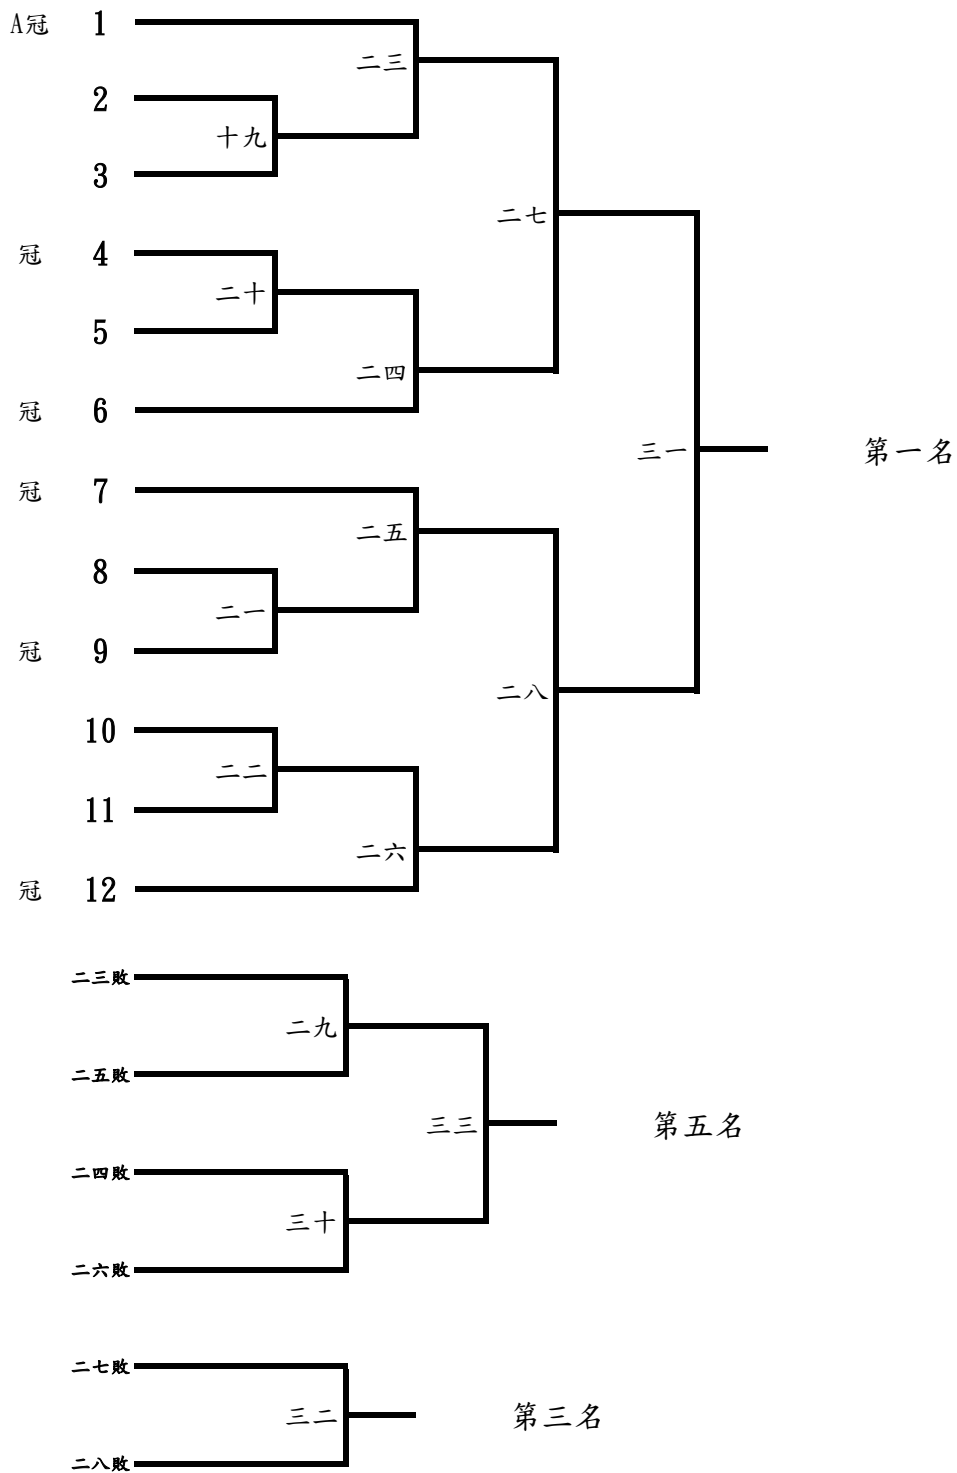 A冠 1
二三
2
十九
3
二七
冠 4
二十
5
二四
冠 6
三一 第一名
冠 7
二五
8
二一
冠 9
二八
10
二二
11
二六
冠 12
二三敗
二九
二五敗
三三 第五名
二四敗
三十
二六敗
二七敗
三二 第三名
二八敗